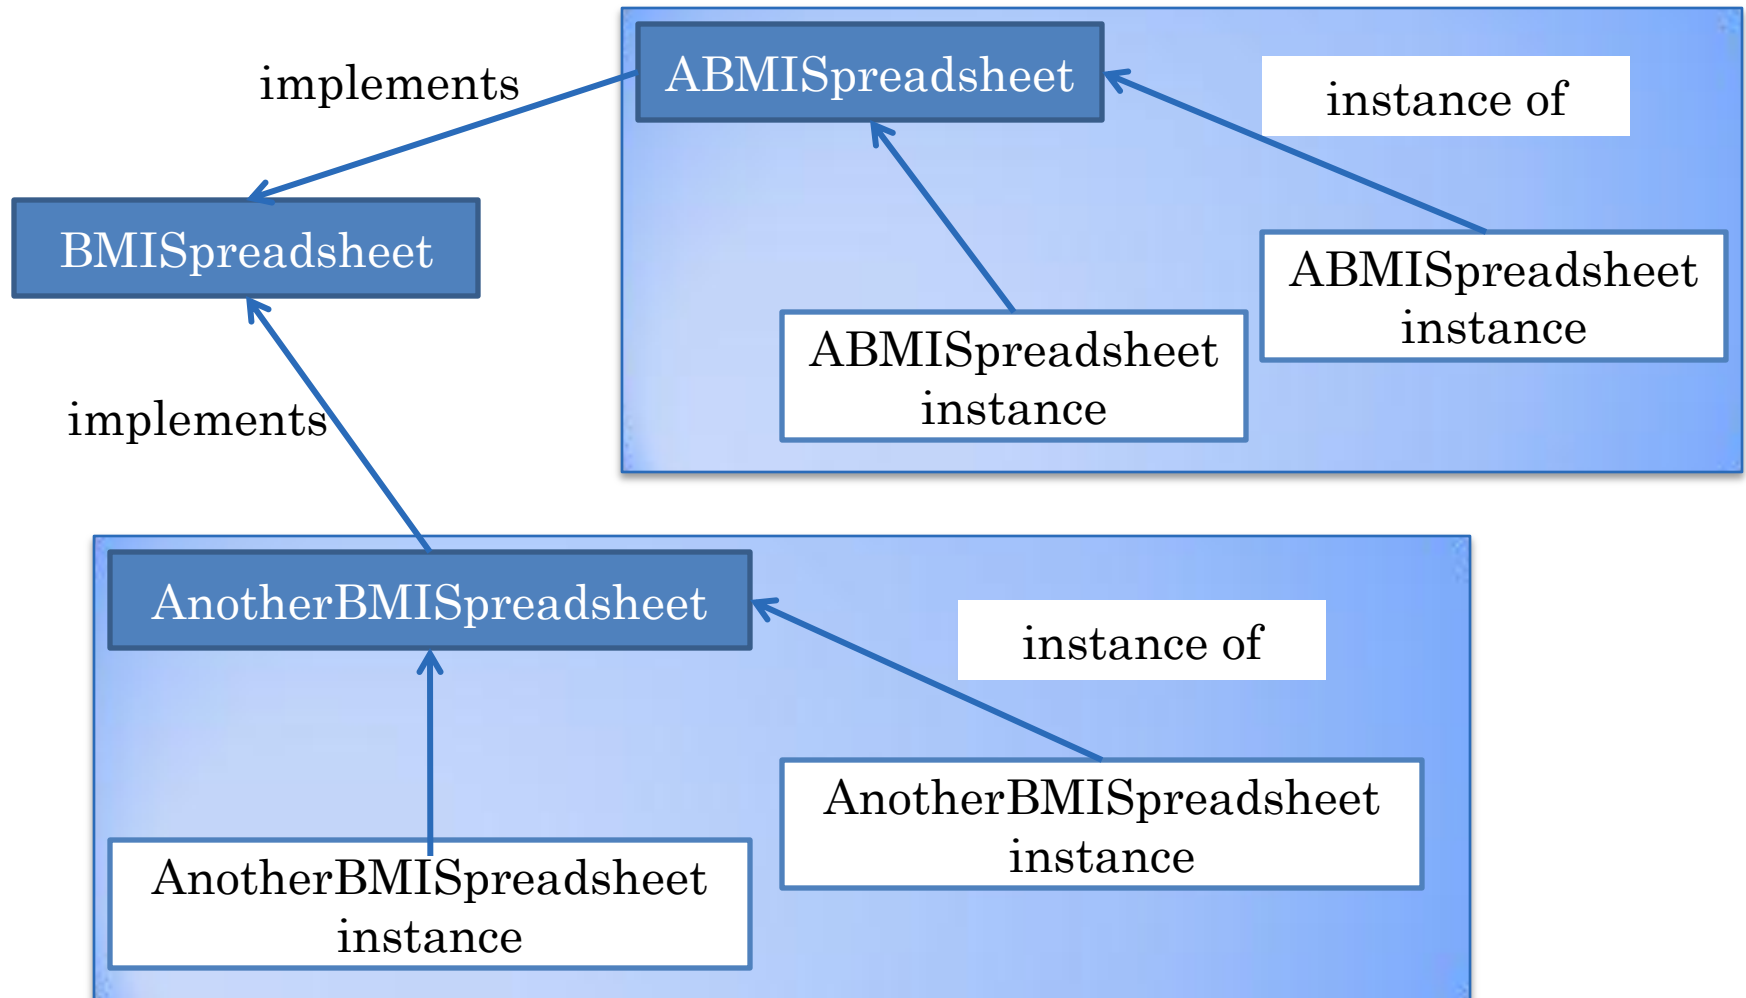 implements
ABMISpreadsheet
instance of
BMISpreadsheet
ABMISpreadsheet
instance
ABMISpreadsheet
instance
implements
AnotherBMISpreadsheet
instance of
AnotherBMISpreadsheet
instance
AnotherBMISpreadsheet
instance